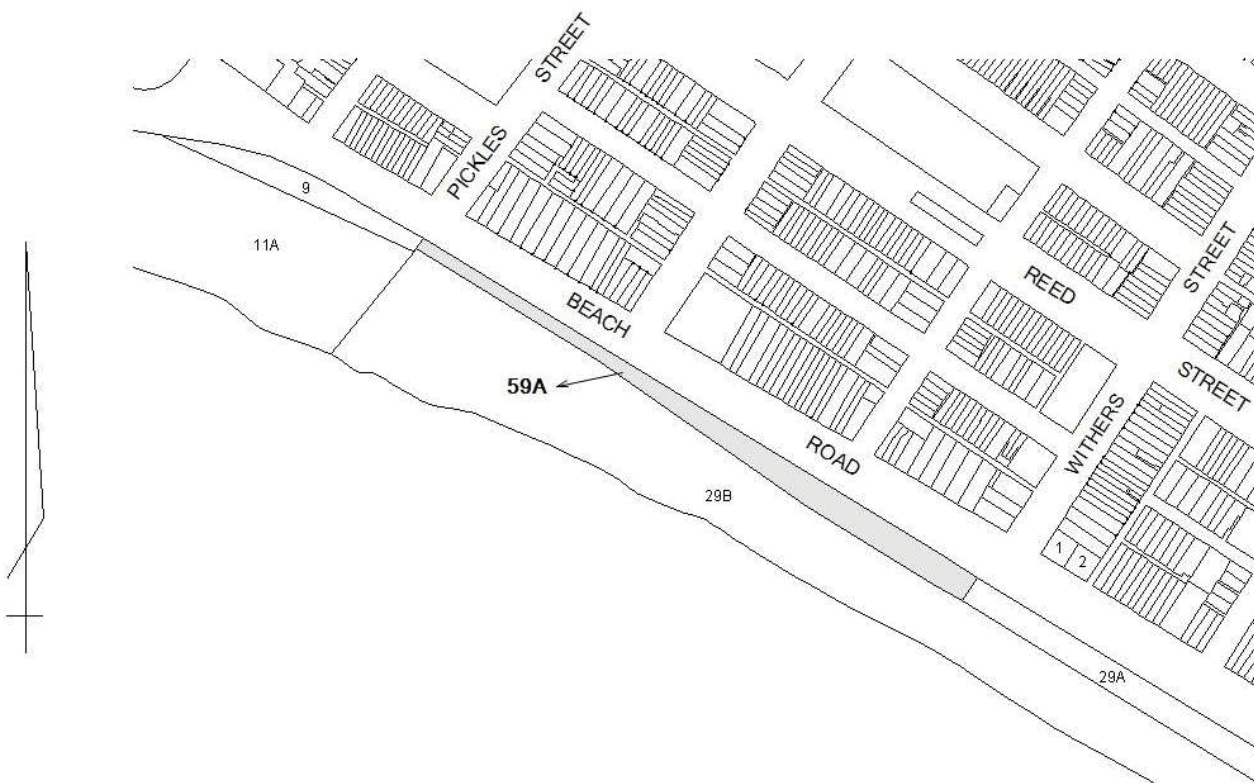 STREET
PICKLES
9
11A
BEACH
59A
ROAD
29B
REED
STREET
STREET
WITHERS
1
2
29A